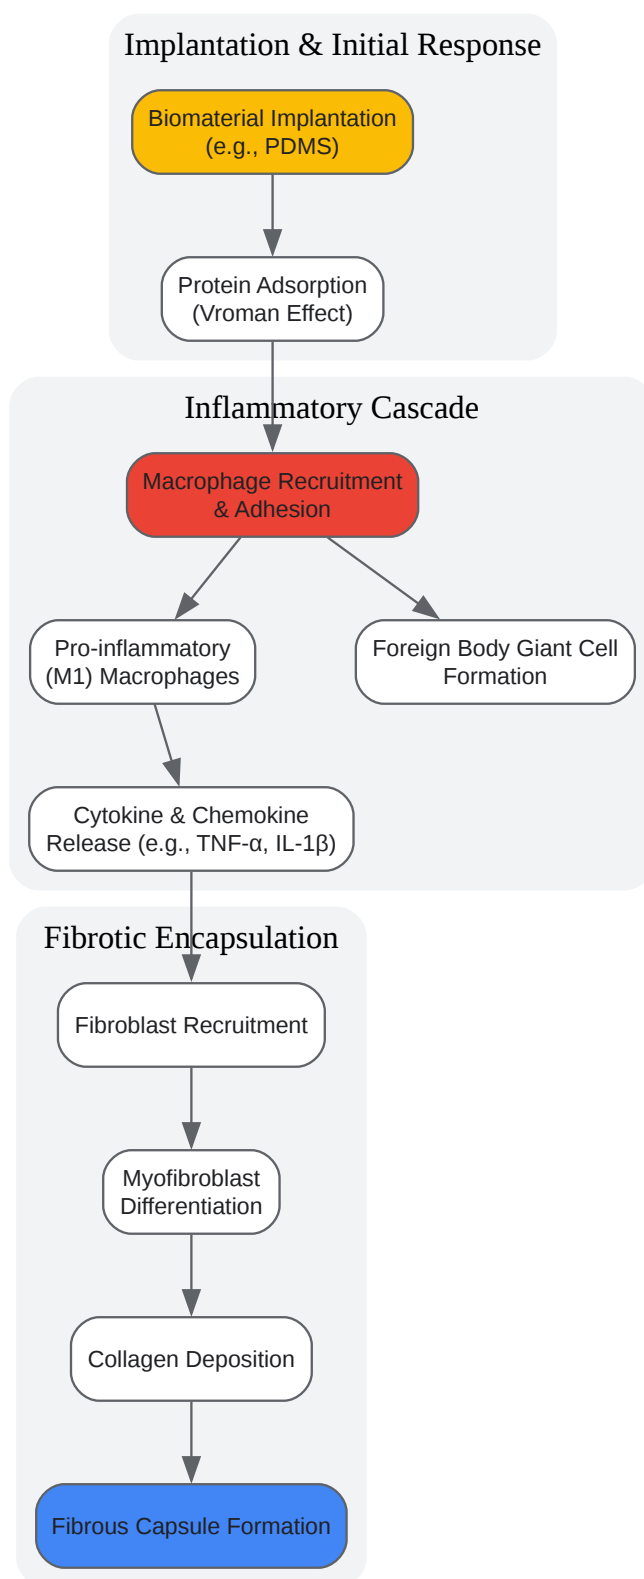 Implantation & Initial Response
Biomaterial Implantation
(e.g., PDMS)
Protein Adsorption
(Vroman Effect)
Inflammatory Cascade
Macrophage Recruitment
& Adhesion
Pro-inflammatory
(M1) Macrophages
Foreign Body Giant Cell
Formation
Cytokine & Chemokine
Release (e.g., TNF-α, IL-1β)
Fibrotic Encapsulation
Fibroblast Recruitment
Myofibroblast
Differentiation
Collagen Deposition
Fibrous Capsule Formation